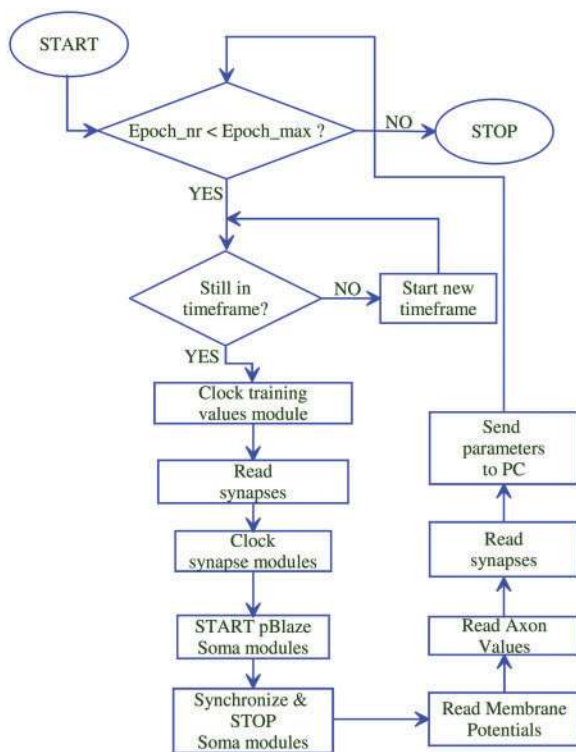 START
Epoch_nr < Epoch_max ?
NO
STOP
YES
Still in
timeframe?
NO
Start new
timeframe
YES
Clock training
values module
Read
synapses
Clock
synapse modules
START pBlaze
Soma modules
Synchronize &
STOP
Soma modules
Read Membrane
Potentials
Read Axon
Values
Read
synapses
Send
parameters
to PC